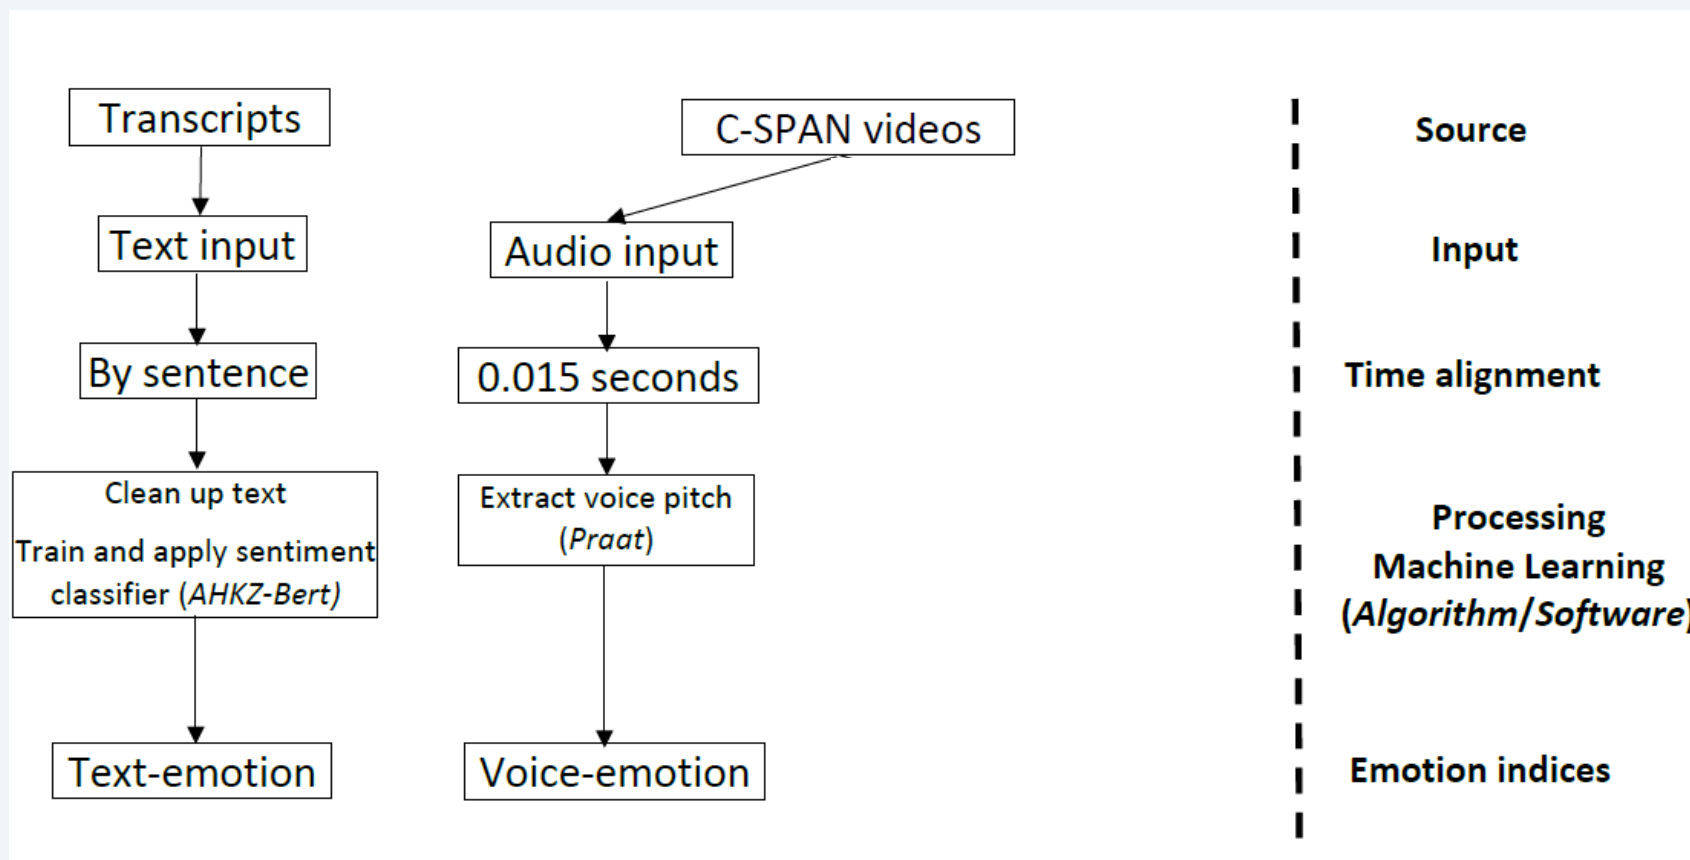 Transcripts
C-SPAN videos
Source
Text input
Audio input
Input
By sentence
0.015 seconds
Time alignment
Clean up text
Train and apply sentiment
classifier (AHKZ-Bert)
Extract voice pitch
(Praat)
Processing
Machine Learning
(Algorithm/Software)
Text-emotion
Voice-emotion
Emotion indices